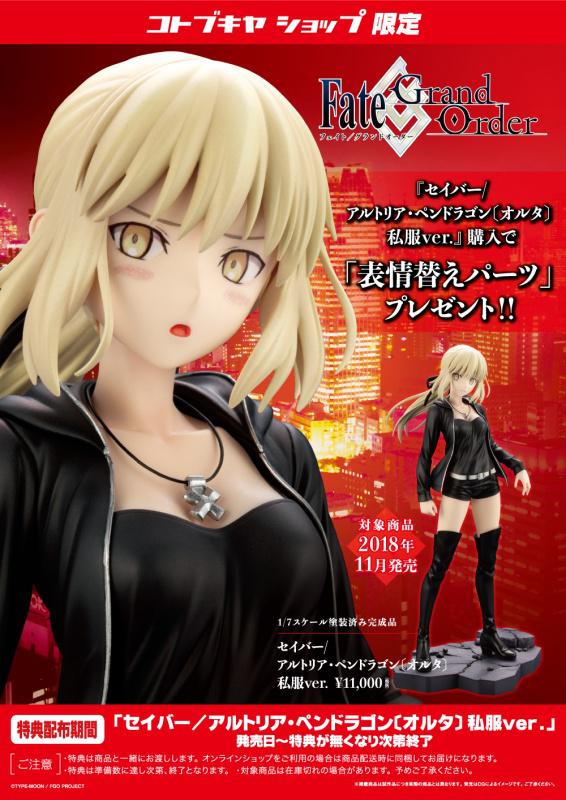 コトブキヤ ショップ 限定
Fate Grand Order
フェイト/グランドオーダー
『セイバー/
アルトリア・ペンドラゴン〔オルタ〕
私服ver.』購入で
「表情替えパーツ」
プレゼント!!
対象商品
2018年
11月発売
1/7スケール塗装済み完成品
セイバー/
アルトリア・ペンドラゴン〔オルタ〕
私服ver. ¥11,000
特典配布期間 「セイバー/アルトリア・ペンドラゴン〔オルタ〕 私服ver.」
発売日〜特典が無くなり次第終了
[ご注意] ・特典は商品と一緒にお渡しします。オンラインショップをご利用の場合は商品配送時に同梱してお届けになります。
・特典は準備数に達し次第、終了となります。 ・対象商品は在庫切れの場合があります。予めご了承ください。
©TYPE-MOON / FGO PROJECT